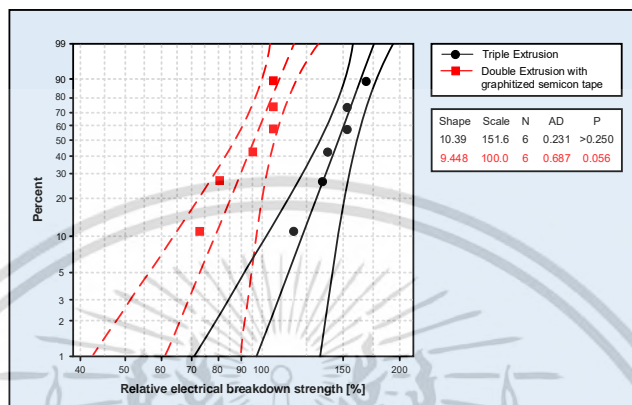 99
90
80
70
60
50
40
30
20
10
5
3
2
1
Percent
40 50 60 70 80 90 100 150 200
Relative electrical breakdown strength [%]
Triple Extrusion
Double Extrusion with
graphitized semicon tape
Shape Scale N AD P
10.39 151.6 6 0.231 >0.250
9.448 100.0 6 0.687 0.056